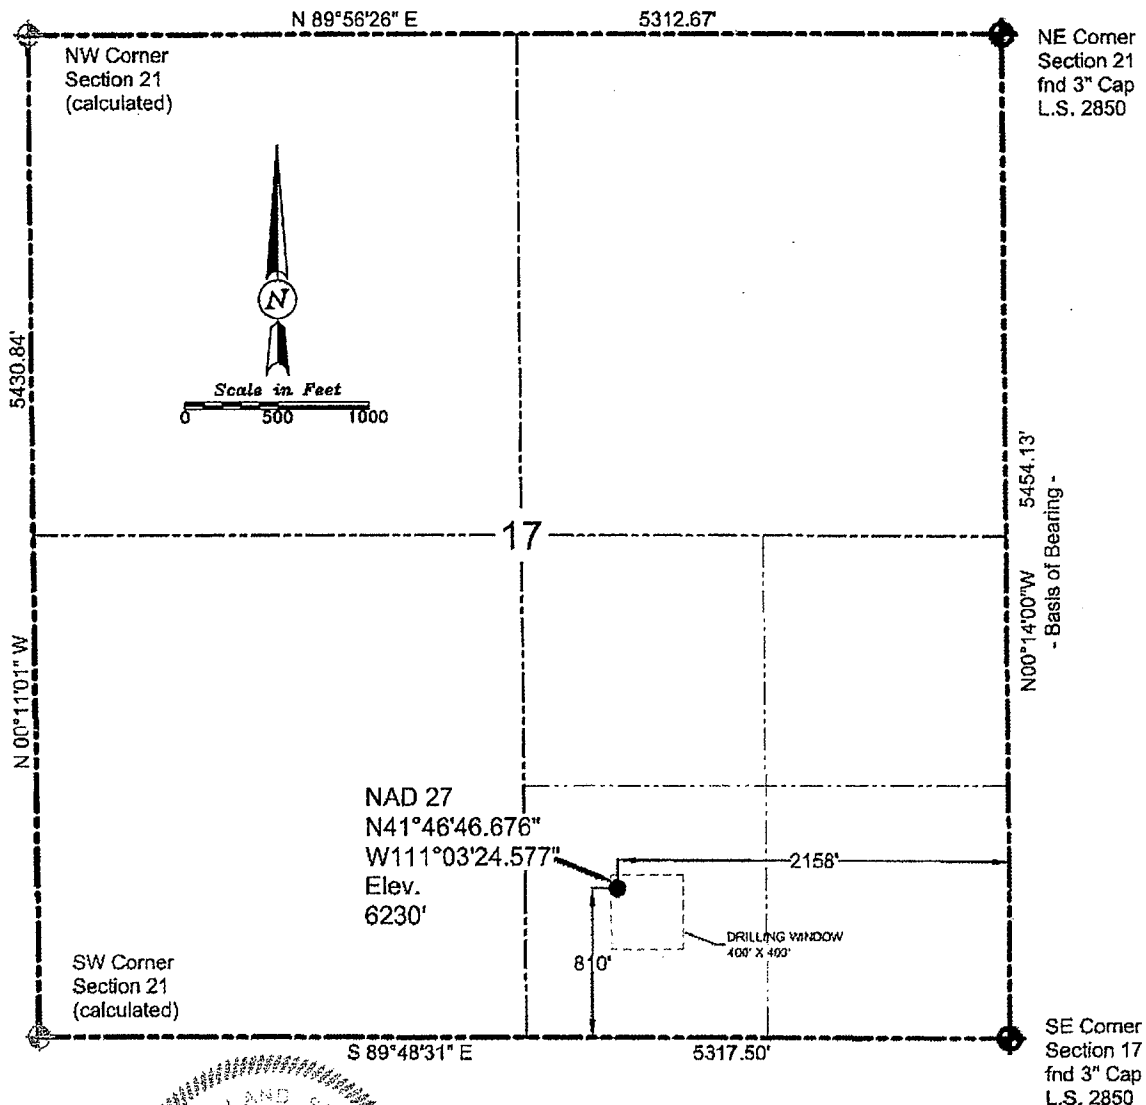 N 89°56'26" E 5312.67'
NW Corner
Section 21
(calculated)
NE Corner
Section 21
fnd 3" Cap
L.S. 2850
N
Scale in Feet
0 500 1000
5430.84'
N 00°11'01" W
5454.13'
N00°14'00"W
- Basis of Bearing -
17
NAD 27
N41°46'46.676"
W111°03'24.577"
Elev.
6230'
2158'
810'
DRILLING WINDOW
400' X 400'
SW Corner
Section 21
(calculated)
S 89°48'31" E 5317.50'
SE Corner
Section 17
fnd 3" Cap
L.S. 2850
AND